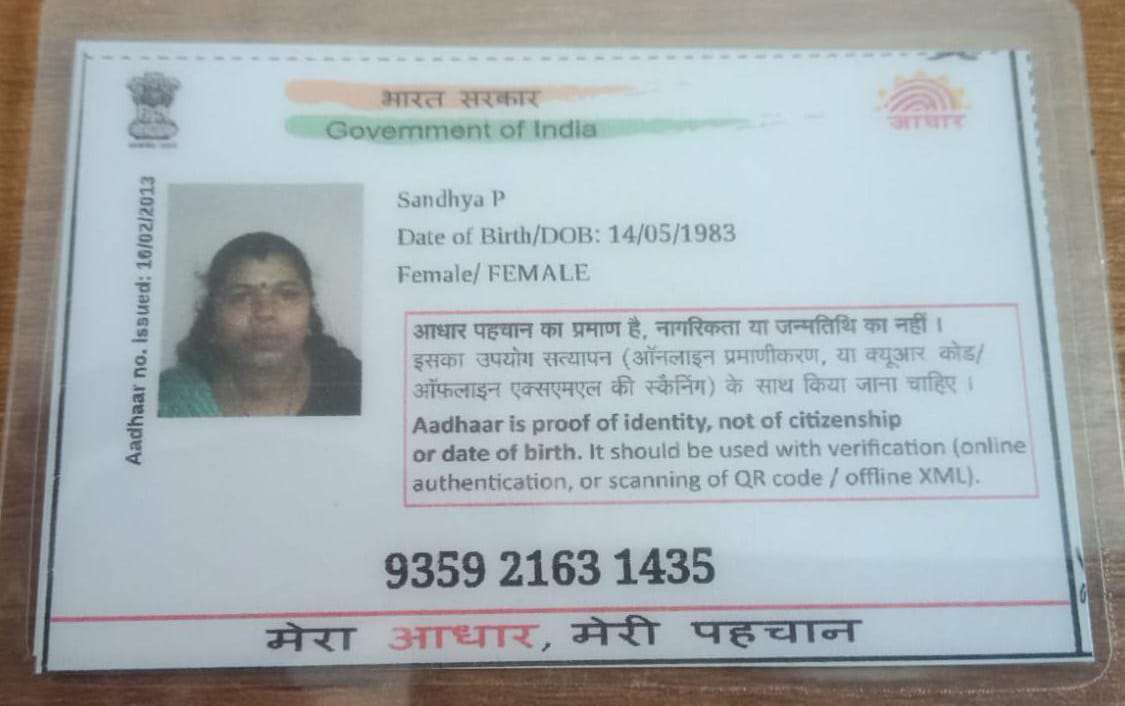 भारत सरकार
Government of India
आधार
Aadhaar no. issued: 16/02/2013
Sandhya P
Date of Birth/DOB: 14/05/1983
Female/ FEMALE
आधार पहचान का प्रमाण है, नागरिकता या जन्मतिथि का नहीं ।
इसका उपयोग सत्यापन (ऑनलाइन प्रमाणीकरण, या क्यूआर कोड/
ऑफलाइन एक्सएमएल की स्कैनिंग) के साथ किया जाना चाहिए ।
Aadhaar is proof of identity, not of citizenship
or date of birth. It should be used with verification (online
authentication, or scanning of QR code / offline XML).
9359 2163 1435
मेरा आधार, मेरी पहचान